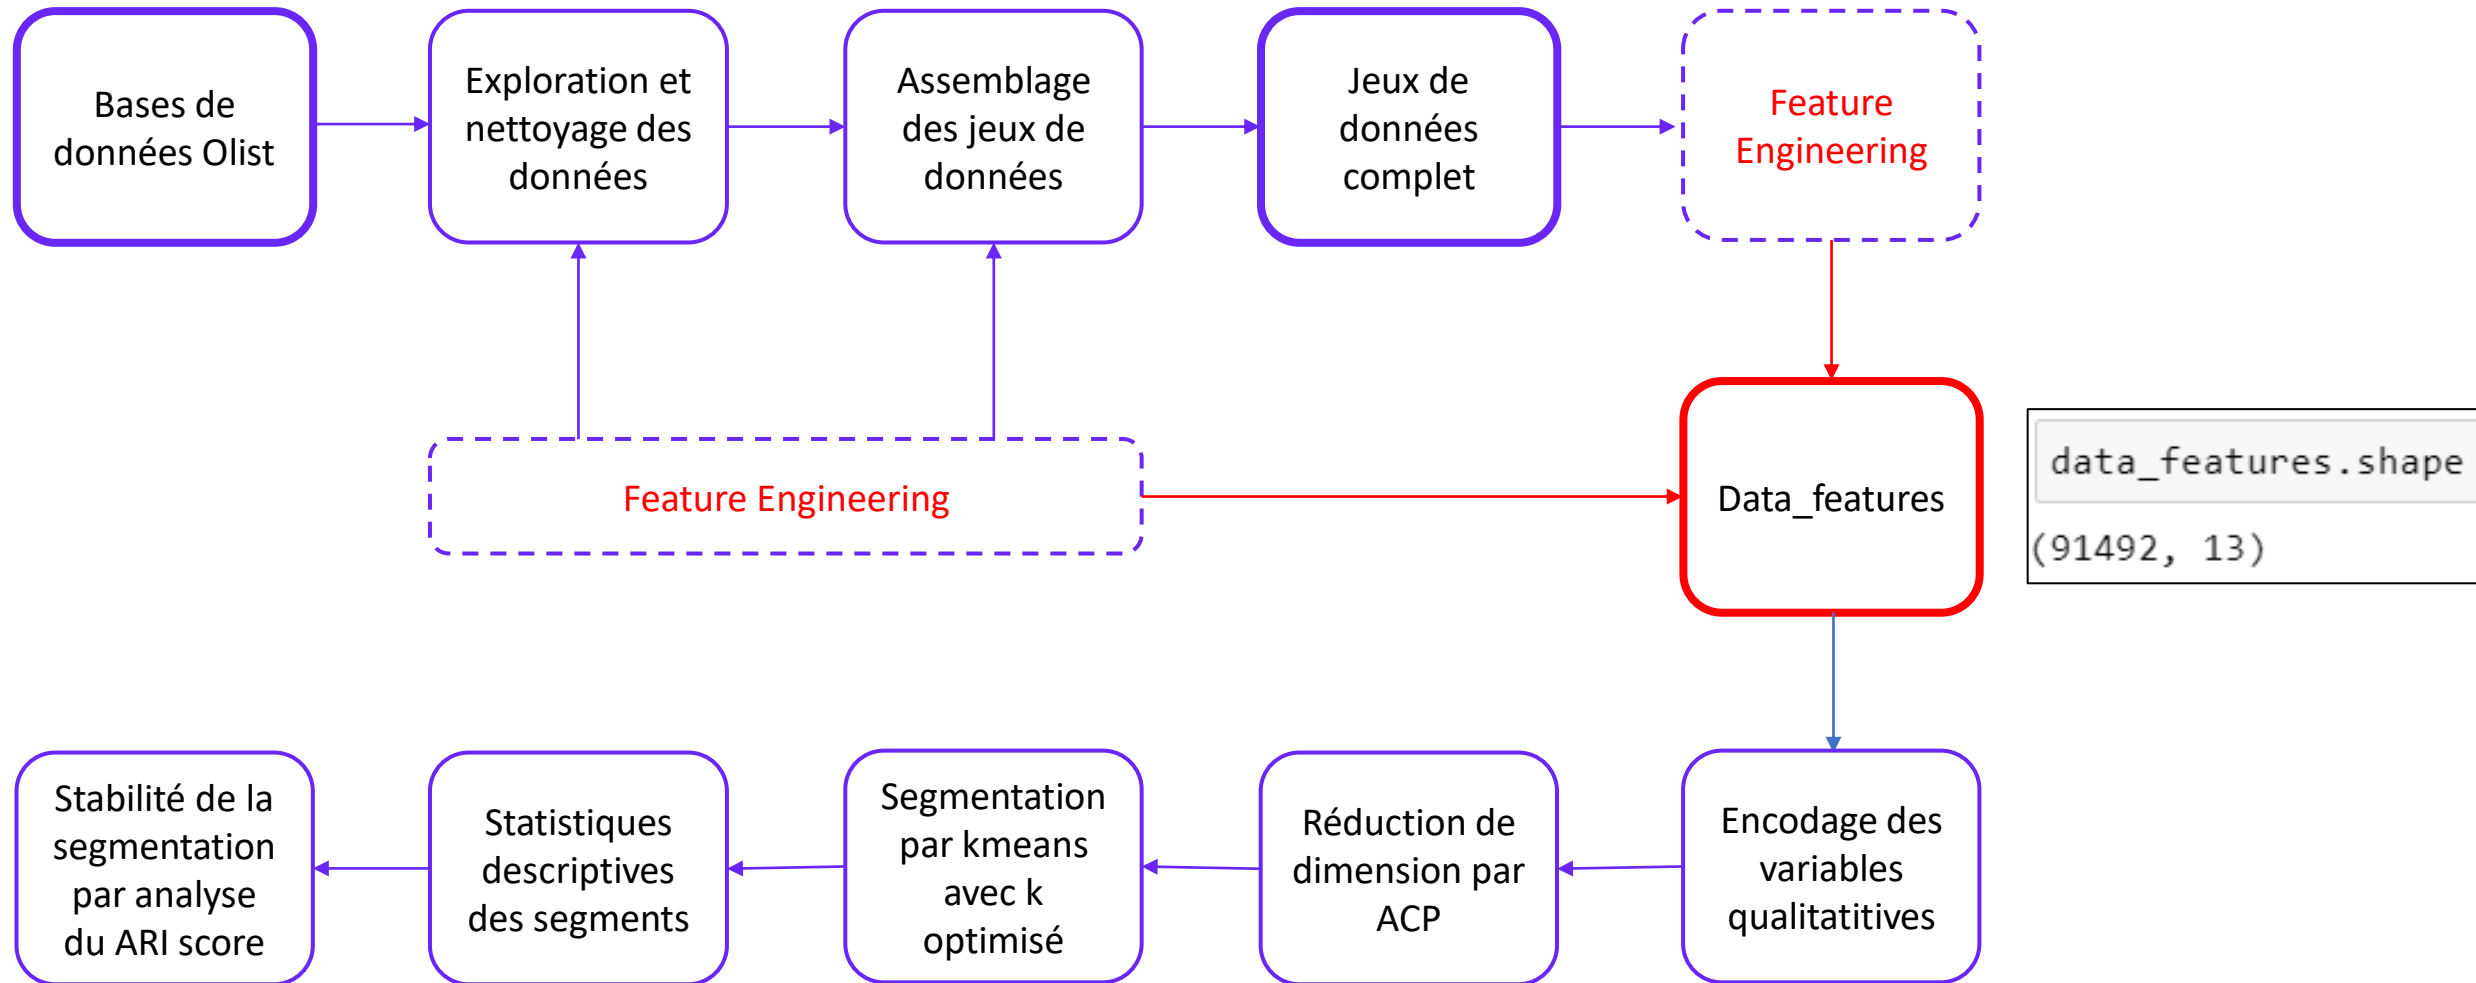 Bases de
données Olist
Exploration et
nettoyage des
données
Assemblage
des jeux de
données
Jeux de
données
complet
Feature
Engineering
Feature Engineering
Data_features
data_features.shape
(91492, 13)
Stabilité de la
segmentation
par analyse
du ARI score
Statistiques
descriptives
des segments
Segmentation
par kmeans
avec k
optimisé
Réduction de
dimension par
ACP
Encodage des
variables
qualitatitives